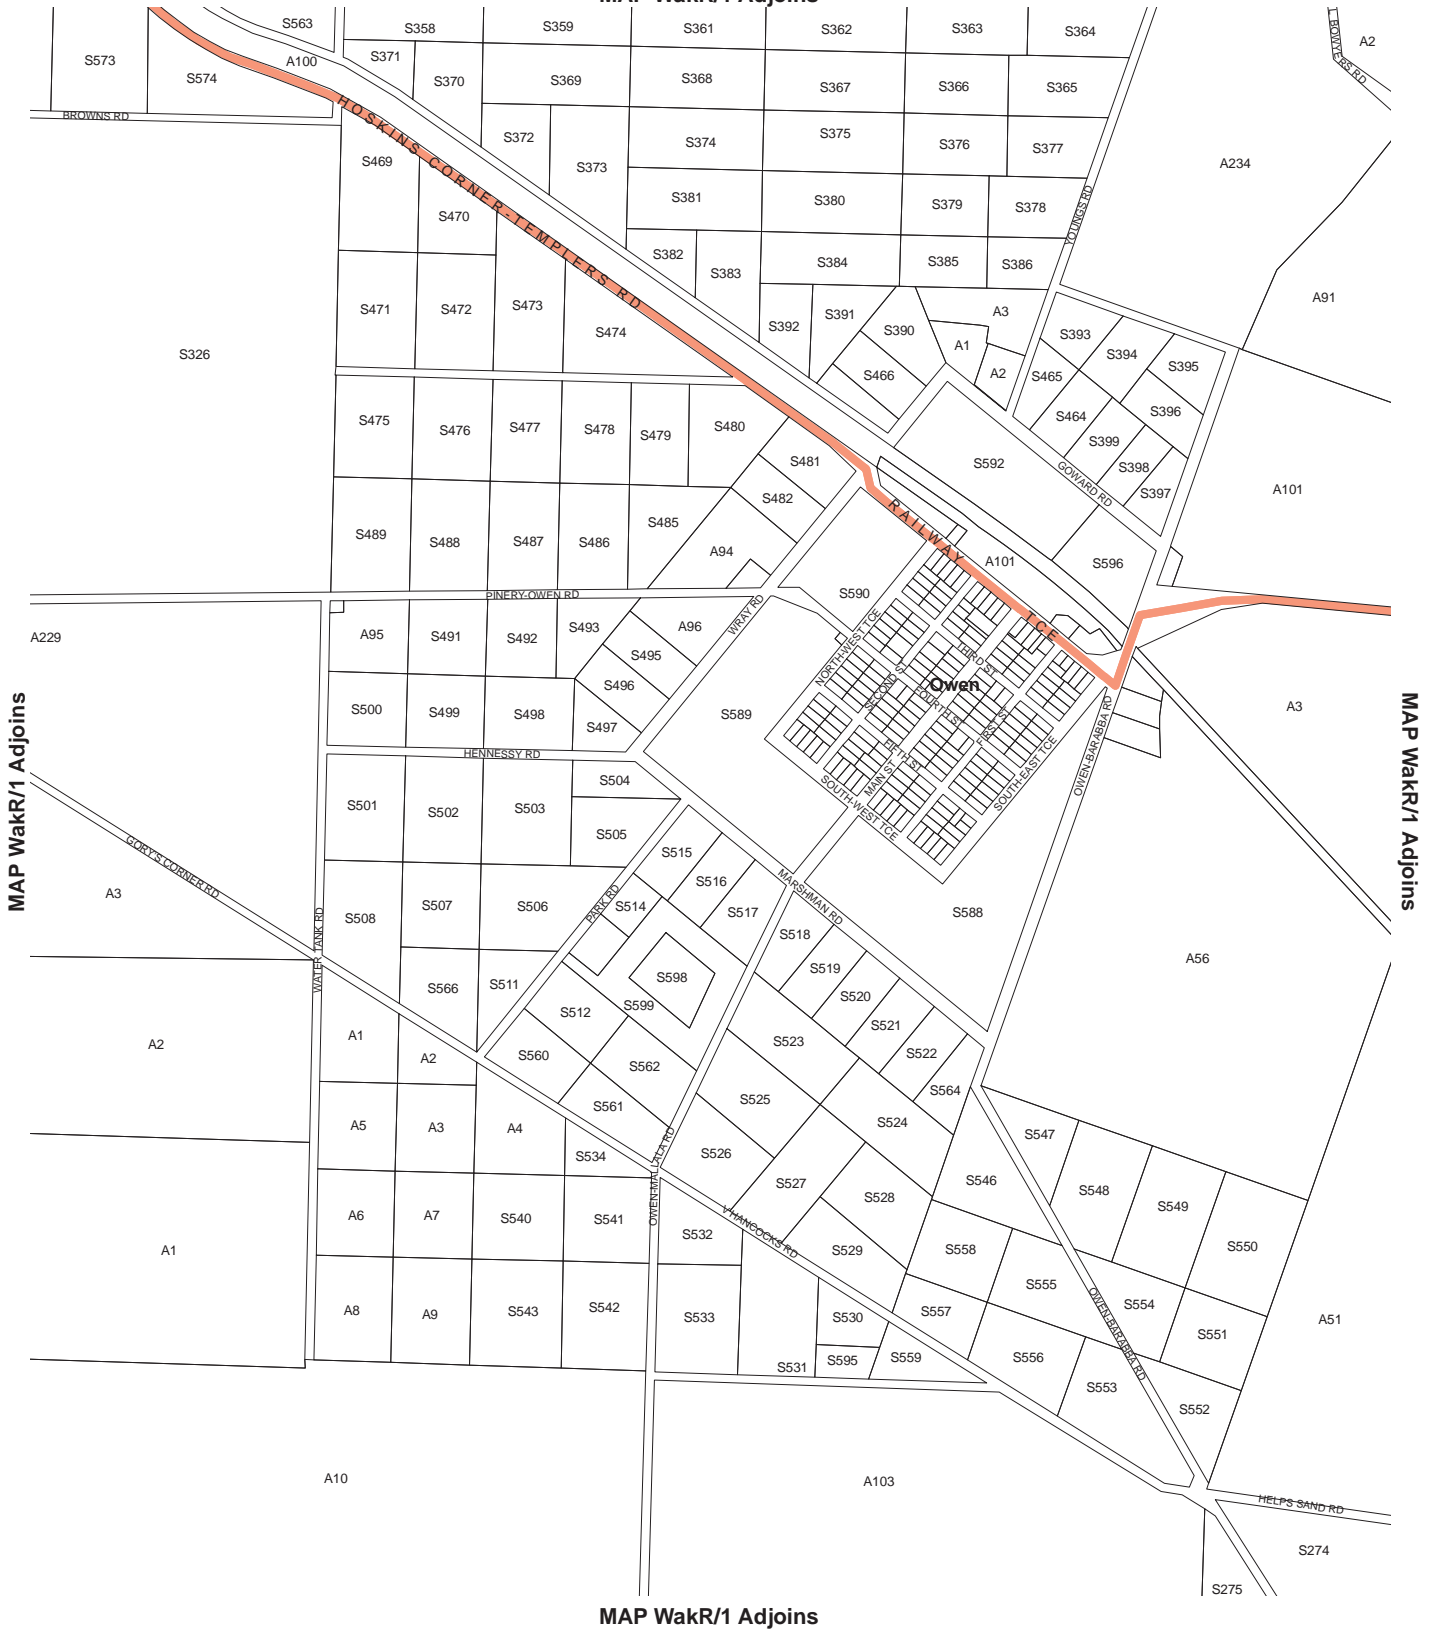 MAP WakR/1 Adjoins
S563
S358
S359
S361
S362
S363
S364
L BOWYERS RD
A2
S573
S574
A100
S371
S370
S369
S368
S367
S366
S365
BROWNS RD
HOSKINS CORNER-TEMPLERS RD
S469
S372
S373
S374
S375
S376
S377
A234
S470
S381
S380
S379
S378
YOUNGS RD
S382
S383
S384
S385
S386
S471
S472
S473
S474
S392
S391
S390
A3
A91
S326
A1
A2
S466
S393
S394
S395
S465
S464
S396
S399
S398
S397
GOWARD RD
S475
S476
S477
S478
S479
S480
S481
S482
S592
A101
S489
S488
S487
S486
S485
A94
RAILWAY TCE
A101
S596
PINERY-OWEN RD
S590
WRAY RD
A229
A95
S491
S492
S493
A96
S495
S496
S497
NORTH-WEST TCE
SECOND ST
THIRD ST
Owen
FOURTH ST
FIRST ST
S500
S499
S498
S589
A3
HENNESSY RD
FIFTH ST
MAIN ST
SOUTH-WEST TCE
SOUTH-EAST TCE
OWEN-BARABBA RD
MAP WakR/1 Adjoins
MAP WakR/1 Adjoins
S501
S502
S503
S504
S505
GORY'S CORNER RD
A3
S508
S507
S506
PARK RD
S515
S516
S514
S517
MARSHMAN RD
S588
WATER TANK RD
S518
S519
S520
S521
S522
S564
A56
S566
S511
S598
S599
S512
A2
A1
A2
S560
S562
S561
S523
S525
S524
A5
A3
A4
S534
S526
S527
S528
S529
OWEN-MALLALA RD
S547
S546
S548
S549
S550
A1
A6
A7
S540
S541
S532
HANCOCKS RD
S558
S555
S554
S551
A51
A8
A9
S543
S542
S533
S530
S557
OWEN-BARABBA RD
S531
S595
S559
S556
S553
S552
A10
A103
HELPS SAND RD
S274
S275
MAP WakR/1 Adjoins